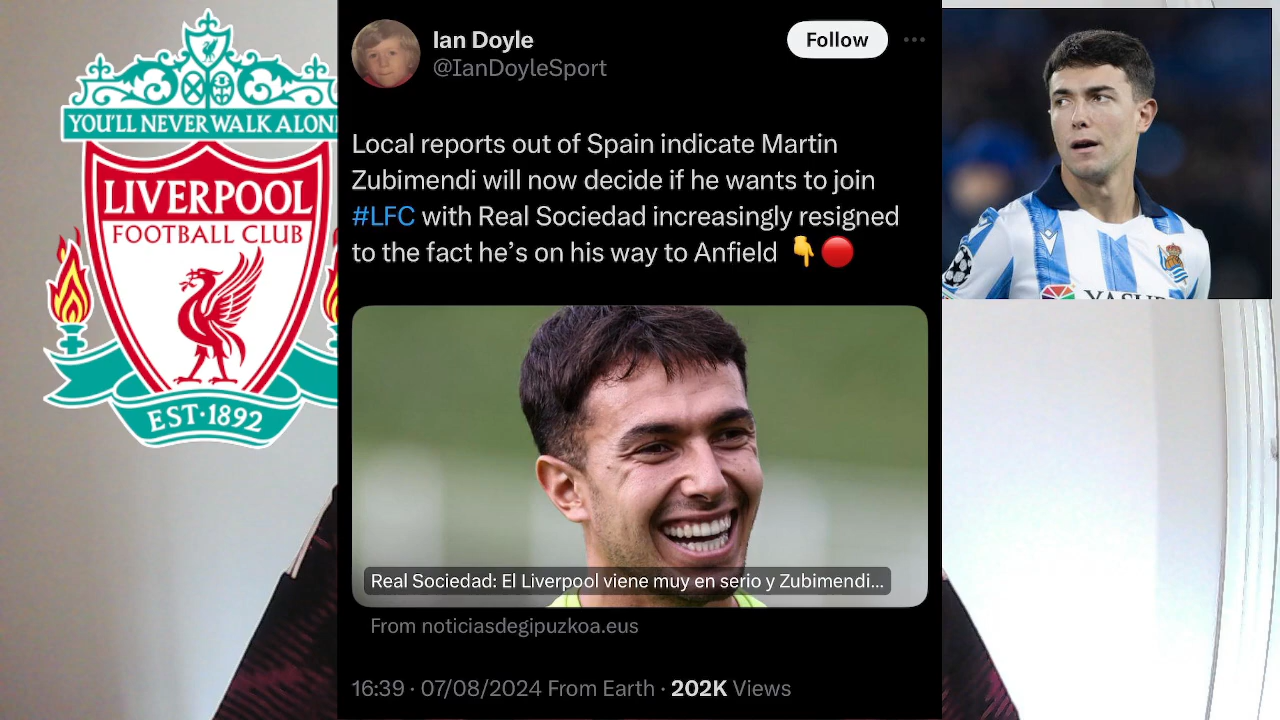 YOU'LL NEVER WALK ALON
LIVERPOOL
FOOTBALL CLUB
EST·1892
Ian Doyle
@IanDoyleSport
Follow
Local reports out of Spain indicate Martin
Zubimendi will now decide if he wants to join
#LFC with Real Sociedad increasingly resigned
to the fact he’s on his way to Anfield 👇🔴
Real Sociedad: El Liverpool viene muy en serio y Zubimendi...
From noticiasdegipuzkoa.eus
16:39 · 07/08/2024 From Earth · 202K Views